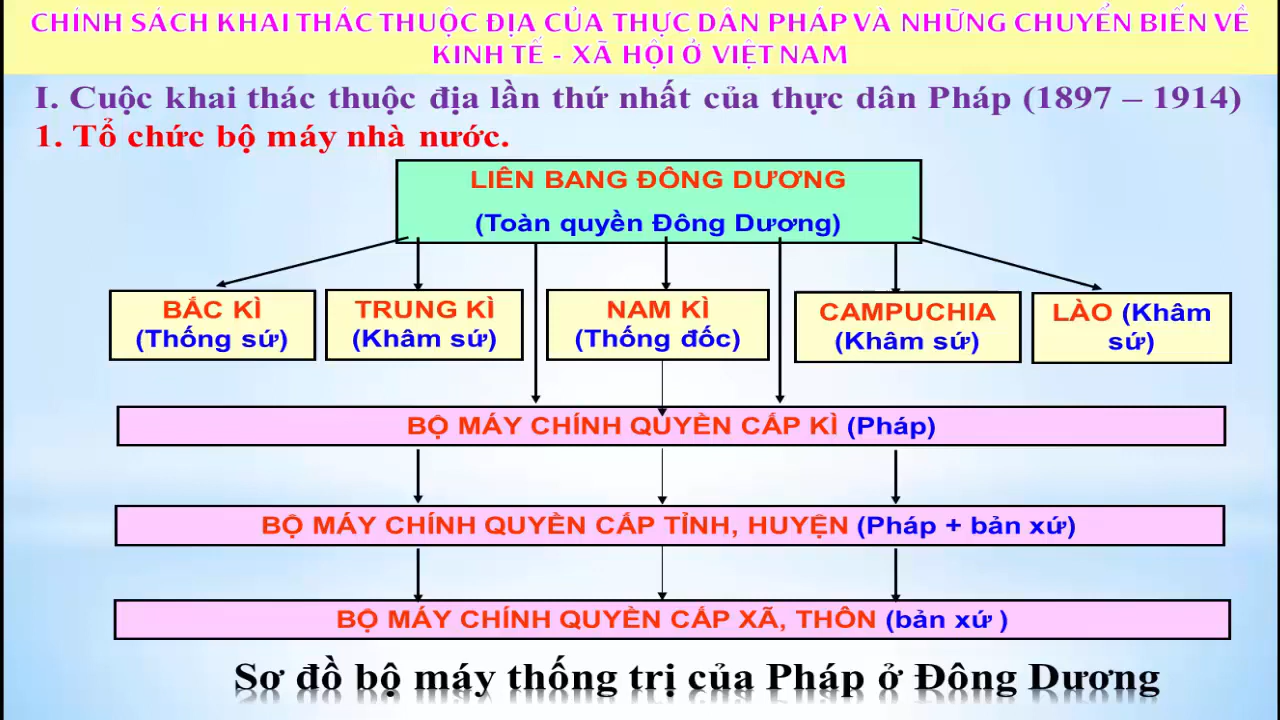 CHÍNH SÁCH KHAI THÁC THUỘC ĐỊA CỦA THỰC DÂN PHÁP VÀ NHỮNG CHUYỂN BIẾN VỀ
KINH TẾ - XÃ HỘI Ở VIỆT NAM
I. Cuộc khai thác thuộc địa lần thứ nhất của thực dân Pháp (1897 – 1914)
1. Tổ chức bộ máy nhà nước.
LIÊN BANG ĐÔNG DƯƠNG
(Toàn quyền Đông Dương)
BẮC KÌ
(Thống sứ)
TRUNG KÌ
(Khâm sứ)
NAM KÌ
(Thống đốc)
CAMPUCHIA
(Khâm sứ)
LÀO (Khâm
sứ)
BỘ MÁY CHÍNH QUYỀN CẤP KÌ (Pháp)
BỘ MÁY CHÍNH QUYỀN CẤP TỈNH, HUYỆN (Pháp + bản xứ)
BỘ MÁY CHÍNH QUYỀN CẤP XÃ, THÔN (bản xứ )
Sơ đồ bộ máy thống trị của Pháp ở Đông Dương